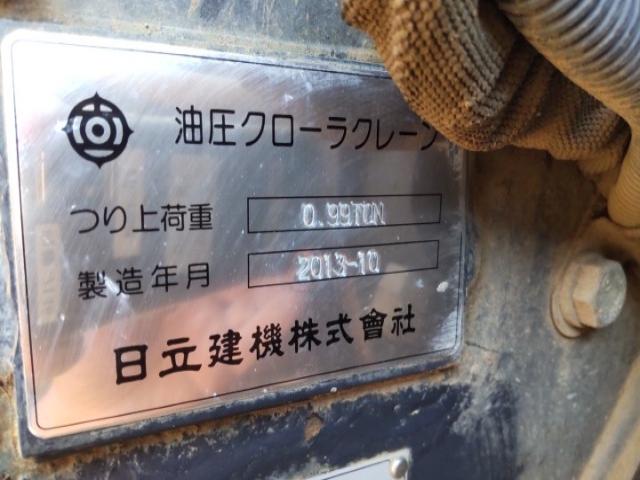 油圧クローラクレーン
つり上荷重 0.99TON
製造年月 2013-10
日立建機株式會社